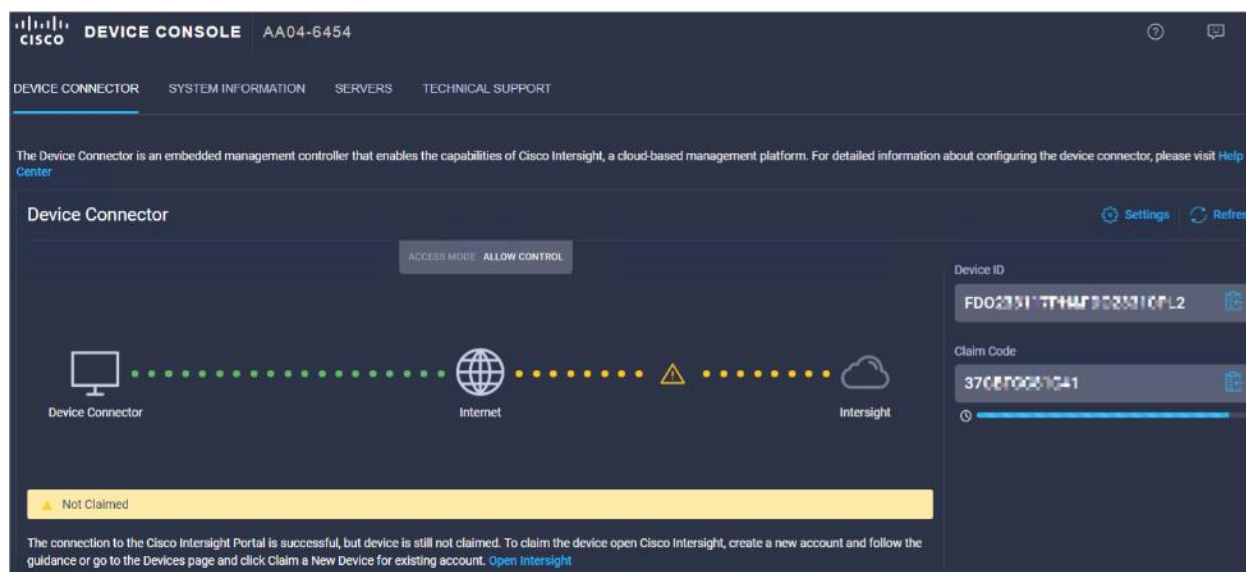 CISCO DEVICE CONSOLE AA04-6454
DEVICE CONNECTOR SYSTEM INFORMATION SERVERS TECHNICAL SUPPORT
The Device Connector is an embedded management controller that enables the capabilities of Cisco Intersight, a cloud-based management platform. For detailed information about configuring the device connector, please visit Help
Center
Device Connector
Settings
Refres
ACCESS MODE ALLOW CONTROL
Device Connector
Internet
Intersight
Device ID
Claim Code
Not Claimed
The connection to the Cisco Intersight Portal is successful, but device is still not claimed. To claim the device open Cisco Intersight, create a new account and follow the
guidance or go to the Devices page and click Claim a New Device for existing account. Open Intersight